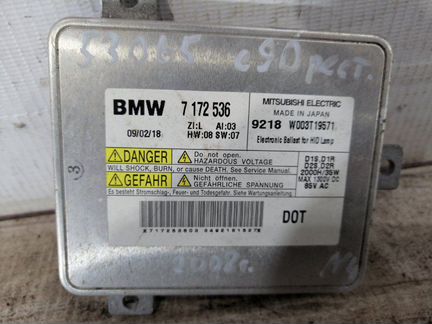 e90 рест.
BMW 7 172 536
MITSUBISHI ELECTRIC
MADE IN JAPAN
09/02/18
ZI:L AI:03
HW:08 SW:07
9218 W003T19571
Electronic Ballast for HID Lamp
DANGER
Do not open.
HAZARDOUS VOLTAGE
WILL SHOCK, BURN, or cause DEATH. See Service Manual.
GEFAHR
Nicht öffnen.
GEFÄHRLICHE SPANNUNG
Es besteht Stromschlag-, Feuer- und Todesgefahr. Siehe Wartungsanleitung
D1S,D1R
D2S,D2R
MAX 1300V DC
85V AC
3
DOT